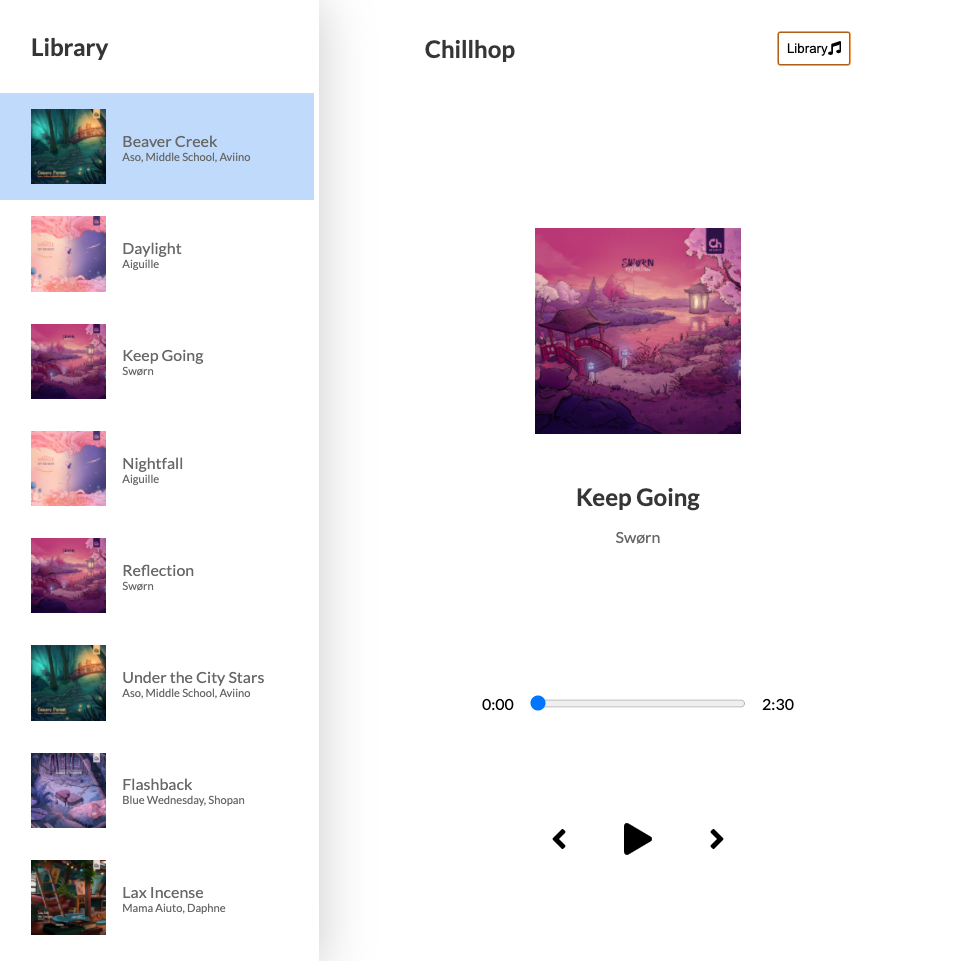 Library
Chillhop
Library
Beaver Creek
Aso, Middle School, Aviino
Daylight
Aiguille
Keep Going
Swørn
Nightfall
Aiguille
Reflection
Swørn
Under the City Stars
Aso, Middle School, Aviino
Flashback
Blue Wednesday, Shopan
Lax Incense
Mama Aiuto, Daphne
Ch
SWØRN
Keep Going
Swørn
0:00
2:30